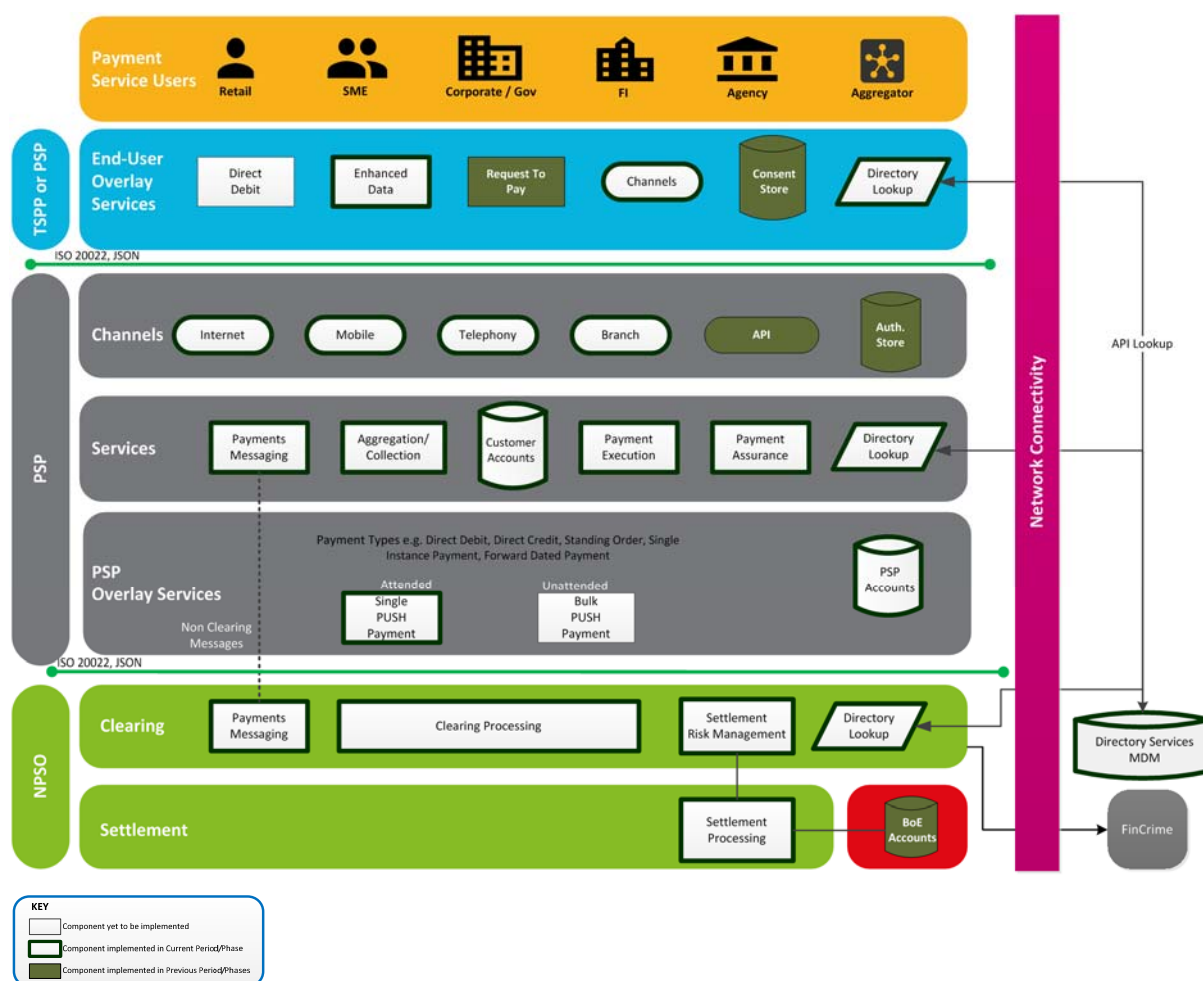 Payment
Service Users
Retail
SME
Corporate / Gov
FI
Agency
Aggregator
TSPP or PSP
End-User
Overlay
Services
Direct
Debit
Enhanced
Data
Request To
Pay
Channels
Consent
Store
Directory
Lookup
ISO 20022, JSON
PSP
Channels
Internet
Mobile
Telephony
Branch
API
Auth.
Store
API Lookup
Network Connectivity
Services
Payments
Messaging
Aggregation/
Collection
Customer
Accounts
Payment
Execution
Payment
Assurance
Directory
Lookup
PSP
Overlay Services
Payment Types e.g. Direct Debit, Direct Credit, Standing Order, Single
Instance Payment, Forward Dated Payment
Attended
Single
PUSH
Payment
Unattended
Bulk
PUSH
Payment
PSP
Accounts
Non Clearing
Messages
ISO 20022, JSON
NPSO
Clearing
Payments
Messaging
Clearing Processing
Settlement
Risk Management
Directory
Lookup
Directory Services
MDM
Settlement
Settlement
Processing
BoE
Accounts
FinCrime
KEY
Component yet to be implemented
Component implemented in Current Period/Phase
Component implemented in Previous Period/Phases